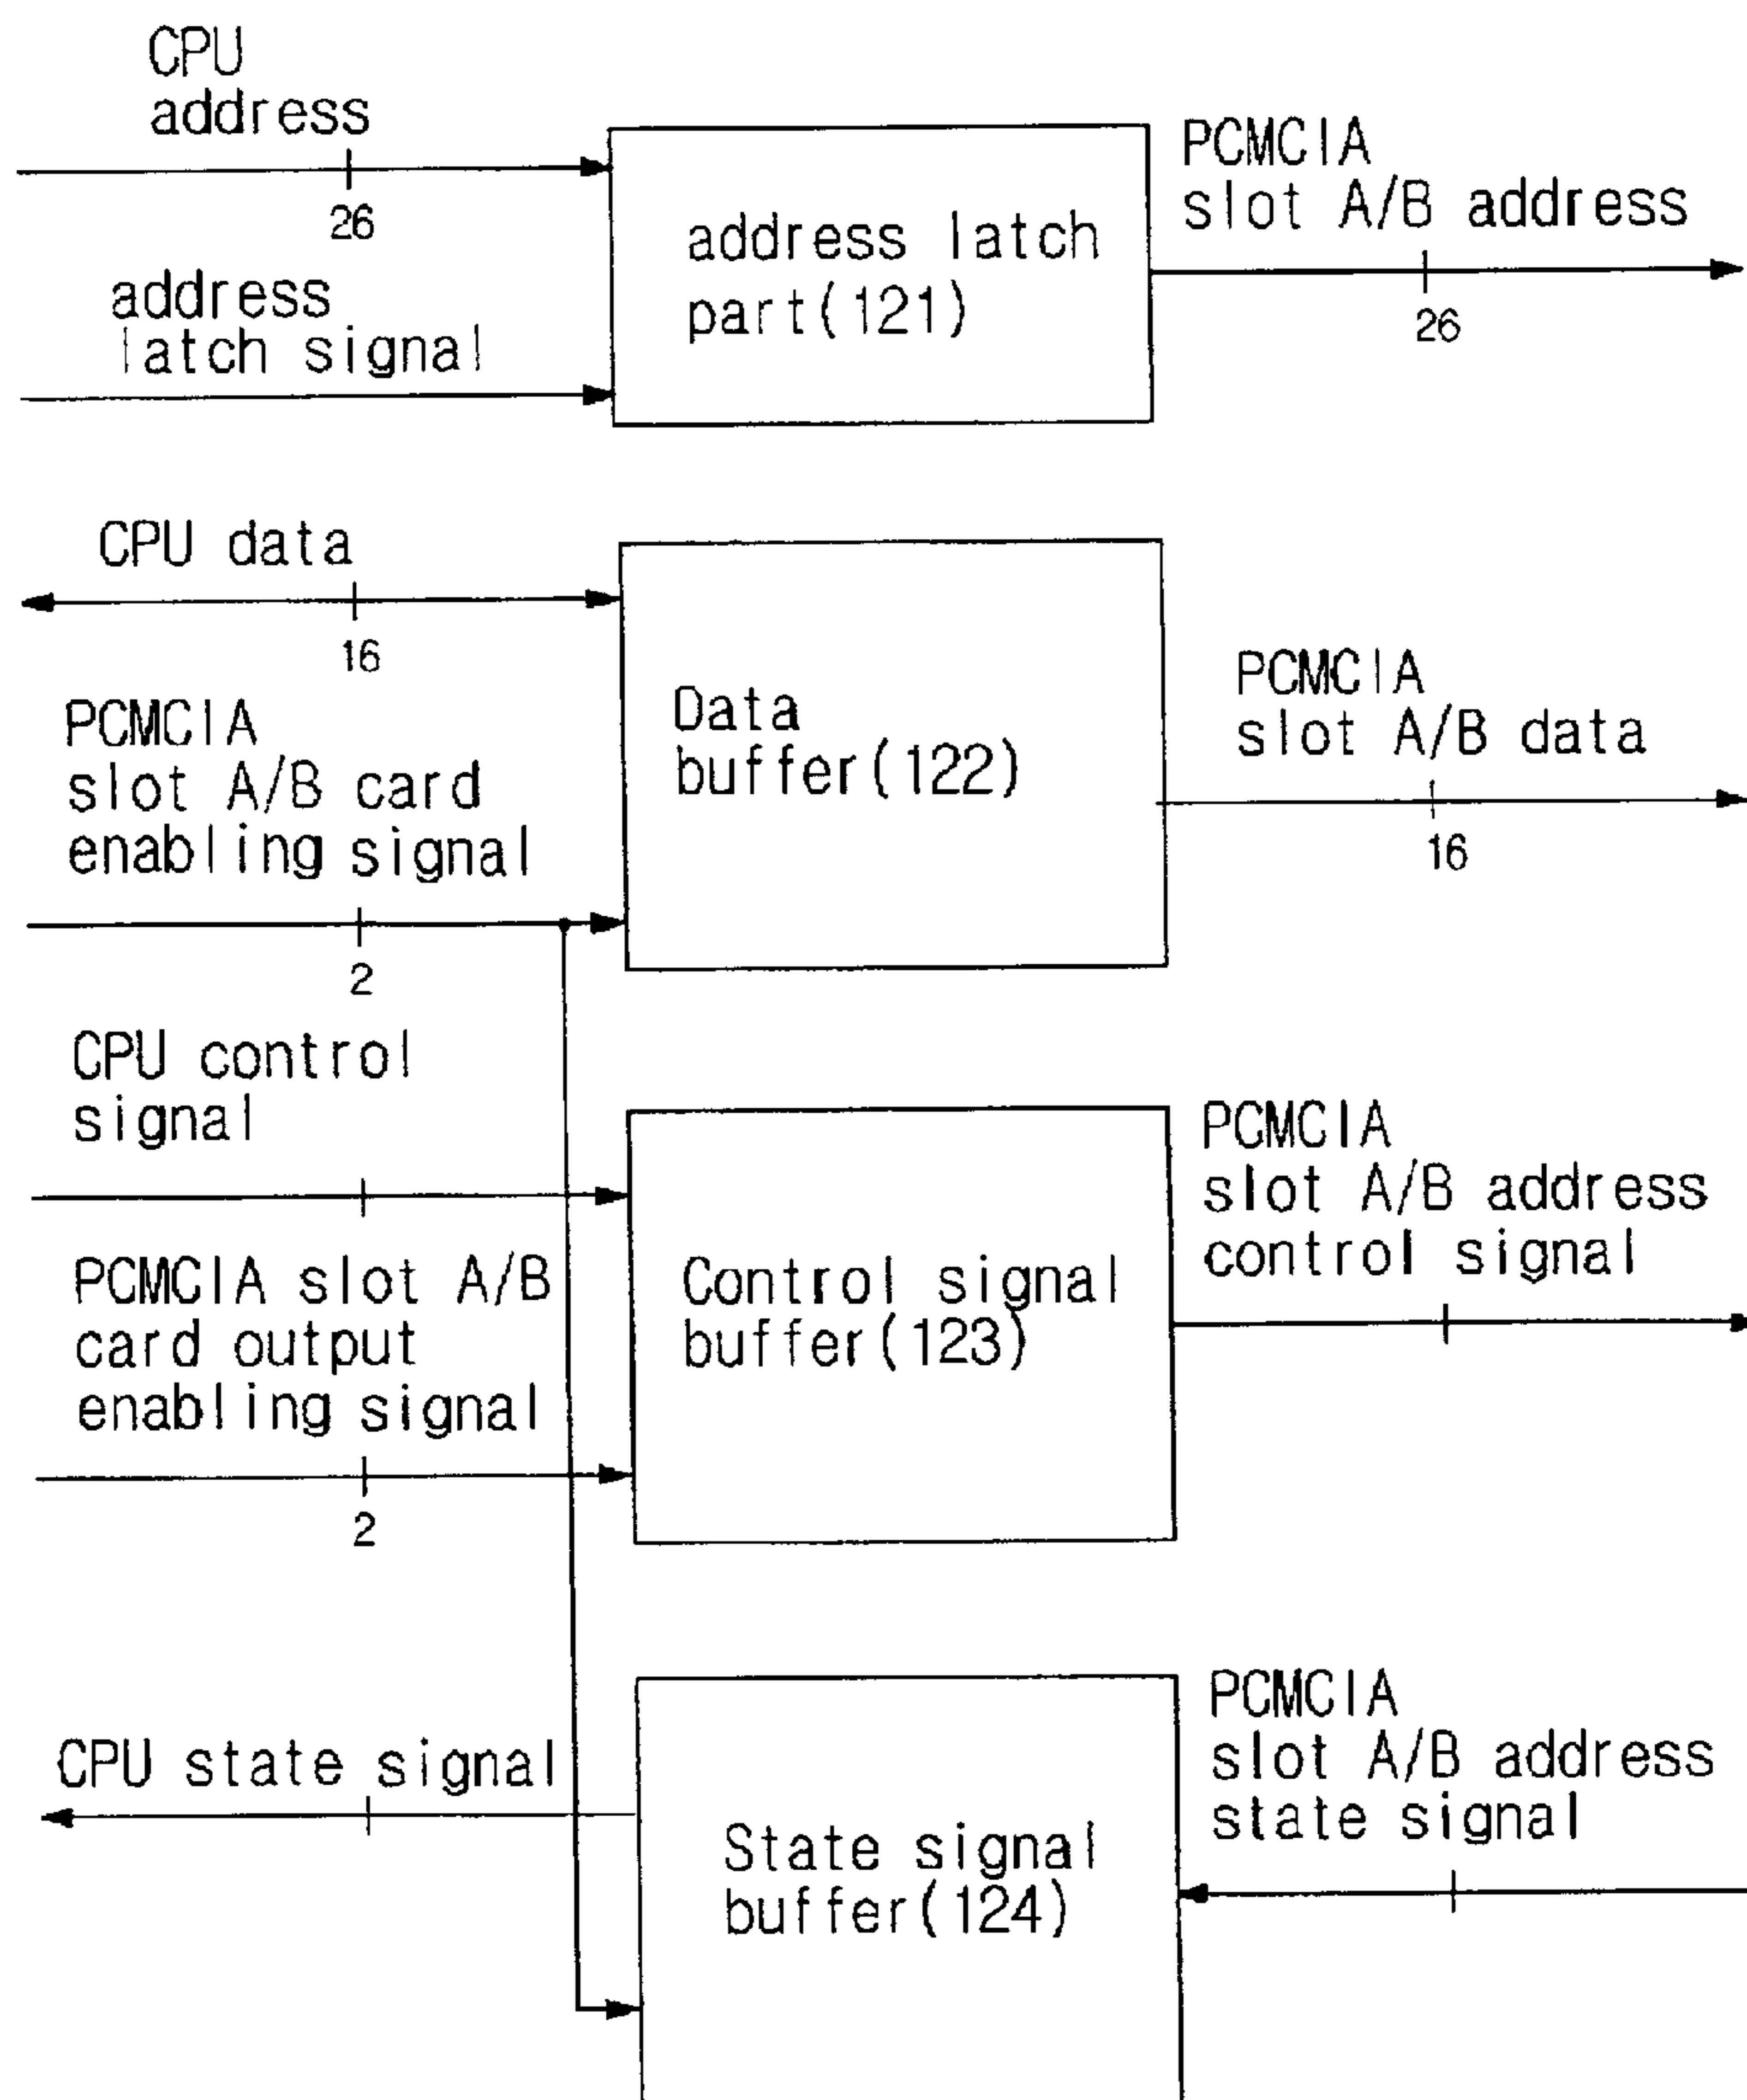 CPU
address
26
address
latch signal
address latch
part(121)
PCMCIA
slot A/B address
26
CPU data
16
PCMCIA
slot A/B card
enabling signal
2
Data
buffer(122)
PCMCIA
slot A/B data
16
CPU control
signal
PCMCIA slot A/B
card output
enabling signal
2
Control signal
buffer(123)
PCMCIA
slot A/B address
control signal
CPU state signal
State signal
buffer(124)
PCMCIA
slot A/B address
state signal